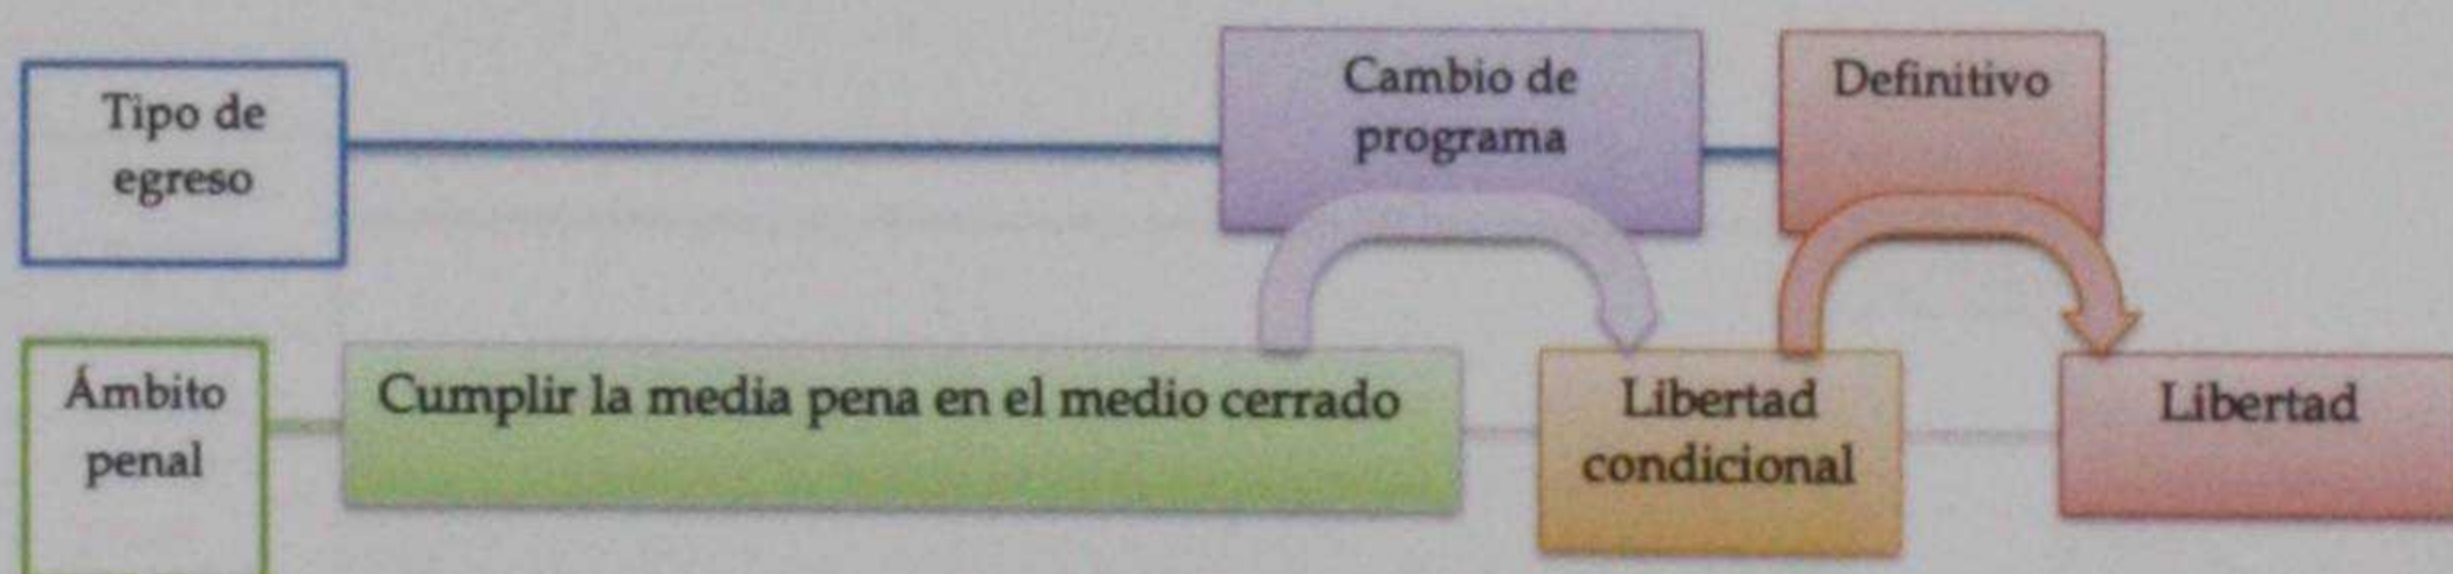 Tipo de
egreso
Cambio de
programa
Definitivo
Ámbito
penal
Cumplir la media pena en el medio cerrado
Libertad
condicional
Libertad